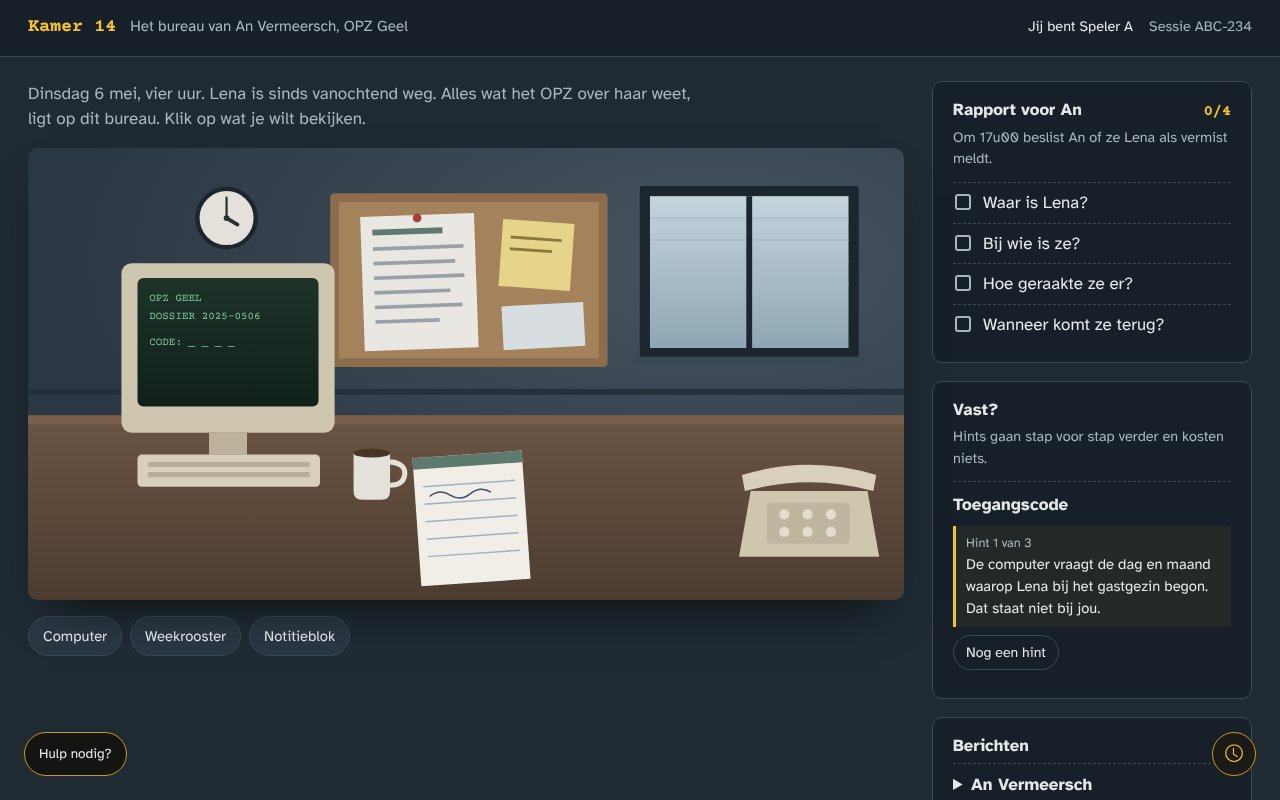 Kamer 14 Het bureau van An Vermeersch, OPZ Geel
Jij bent Speler A Sessie ABC-234
Dinsdag 6 mei, vier uur. Lena is sinds vanochtend weg. Alles wat het OPZ over haar weet,
ligt op dit bureau. Klik op wat je wilt bekijken.
OPZ GEEL
DOSSIER 2025-0506
CODE: _ _ _ _
Computer
Weekrooster
Notitieblok
Hulp nodig?
Rapport voor An 0/4
Om 17u00 beslist An of ze Lena als vermist
meldt.
Waar is Lena?
Bij wie is ze?
Hoe geraakte ze er?
Wanneer komt ze terug?
Vast?
Hints gaan stap voor stap verder en kosten
niets.
Toegangscode
Hint 1 van 3
De computer vraagt de dag en maand
waarop Lena bij het gastgezin begon.
Dat staat niet bij jou.
Nog een hint
Berichten
An Vermeersch